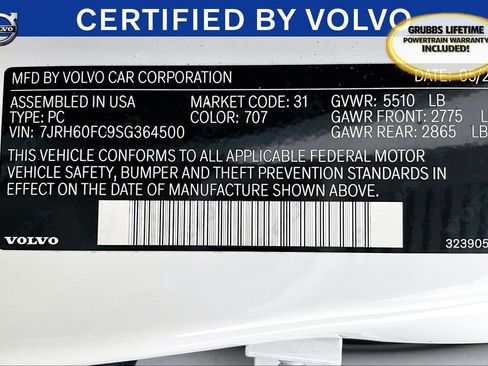 CERTIFIED BY VOLVO
VOLVO
GRUBBS LIFETIME
POWERTRAIN WARRANTY
INCLUDED!
MFD BY VOLVO CAR CORPORATION
ASSEMBLED IN USA MARKET CODE: 31 GVWR: 5510 LB
TYPE: PC COLOR: 707 GAWR FRONT: 2775 L
VIN: 7JRH60FC9SG364500 GAWR REAR: 2865 LB
THIS VEHICLE CONFORMS TO ALL APPLICABLE FEDERAL MOTOR
VEHICLE SAFETY, BUMPER AND THEFT PREVENTION STANDARDS IN
EFFECT ON THE DATE OF MANUFACTURE SHOWN ABOVE.
VOLVO 323905